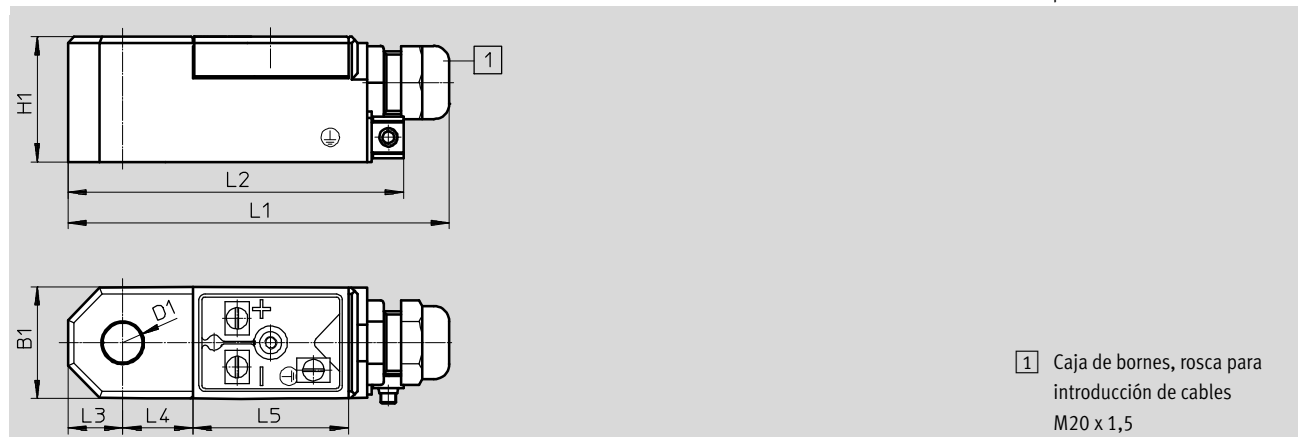 H1
1
L2
L1
B1
D1
+
−
L3
L4
L5
1 Caja de bornes, rosca para
introducción de cables
M20 x 1,5